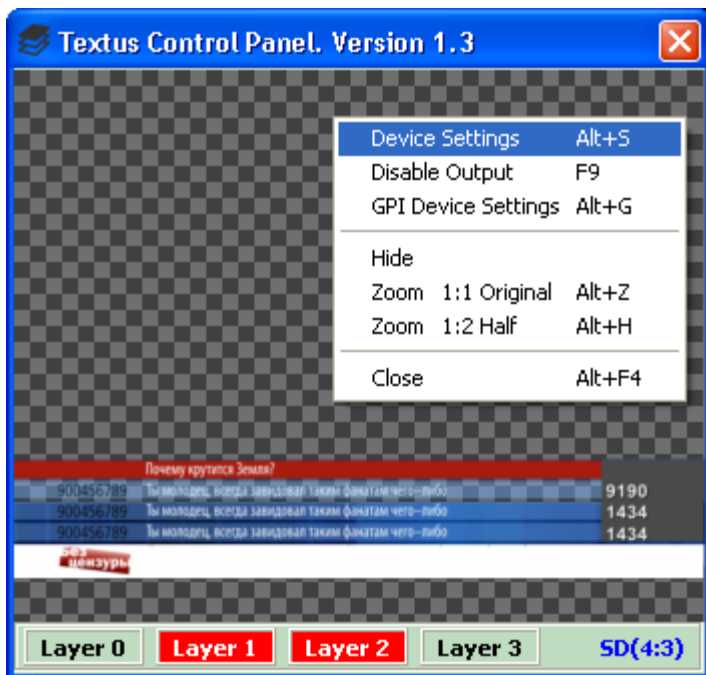 Textus Control Panel. Version 1.3
Device Settings Alt+S
Disable Output F9
GPI Device Settings Alt+G
Hide
Zoom 1:1 Original Alt+Z
Zoom 1:2 Half Alt+H
Close Alt+F4
Почему крутится Земля?
900456789 Ты молодец, всегда завидовал таким фанатам чего-либо 9190
900456789 Ты молодец, всегда завидовал таким фанатам чего-либо 1434
900456789 Ты молодец, всегда завидовал таким фанатам чего-либо 1434
Без
цензуры
Layer 0 Layer 1 Layer 2 Layer 3 SD(4:3)